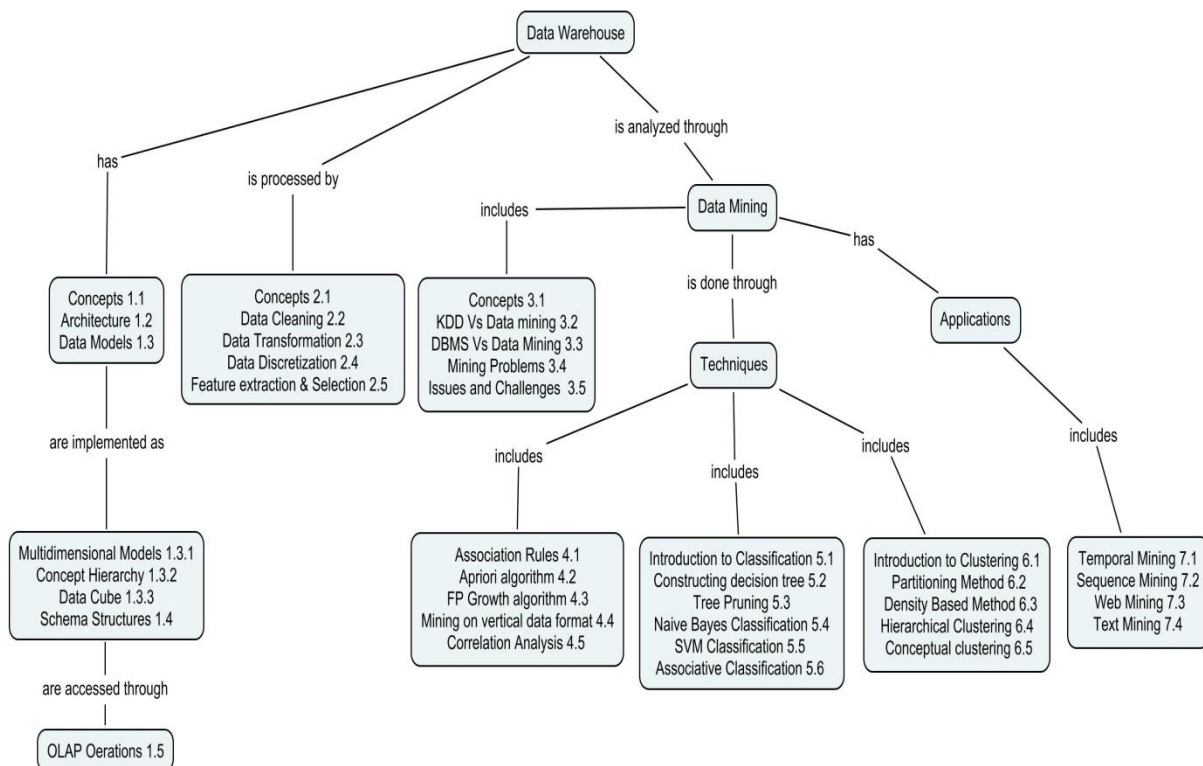 Data Warehouse
is analyzed through
has
is processed by
Data Mining
includes
has
Concepts 1.1
Architecture 1.2
Data Models 1.3
Concepts 2.1
Data Cleaning 2.2
Data Transformation 2.3
Data Discretization 2.4
Feature extraction & Selection 2.5
Concepts 3.1
KDD Vs Data mining 3.2
DBMS Vs Data Mining 3.3
Mining Problems 3.4
Issues and Challenges 3.5
is done through
Applications
Techniques
are implemented as
includes
includes
includes
includes
Multidimensional Models 1.3.1
Concept Hierarchy 1.3.2
Data Cube 1.3.3
Schema Structures 1.4
Association Rules 4.1
Apriori algorithm 4.2
FP Growth algorithm 4.3
Mining on vertical data format 4.4
Correlation Analysis 4.5
Introduction to Classification 5.1
Constructing decision tree 5.2
Tree Pruning 5.3
Naive Bayes Classification 5.4
SVM Classification 5.5
Associative Classification 5.6
Introduction to Clustering 6.1
Partitioning Method 6.2
Density Based Method 6.3
Hierarchical Clustering 6.4
Conceptual clustering 6.5
Temporal Mining 7.1
Sequence Mining 7.2
Web Mining 7.3
Text Mining 7.4
are accessed through
OLAP Oerations 1.5